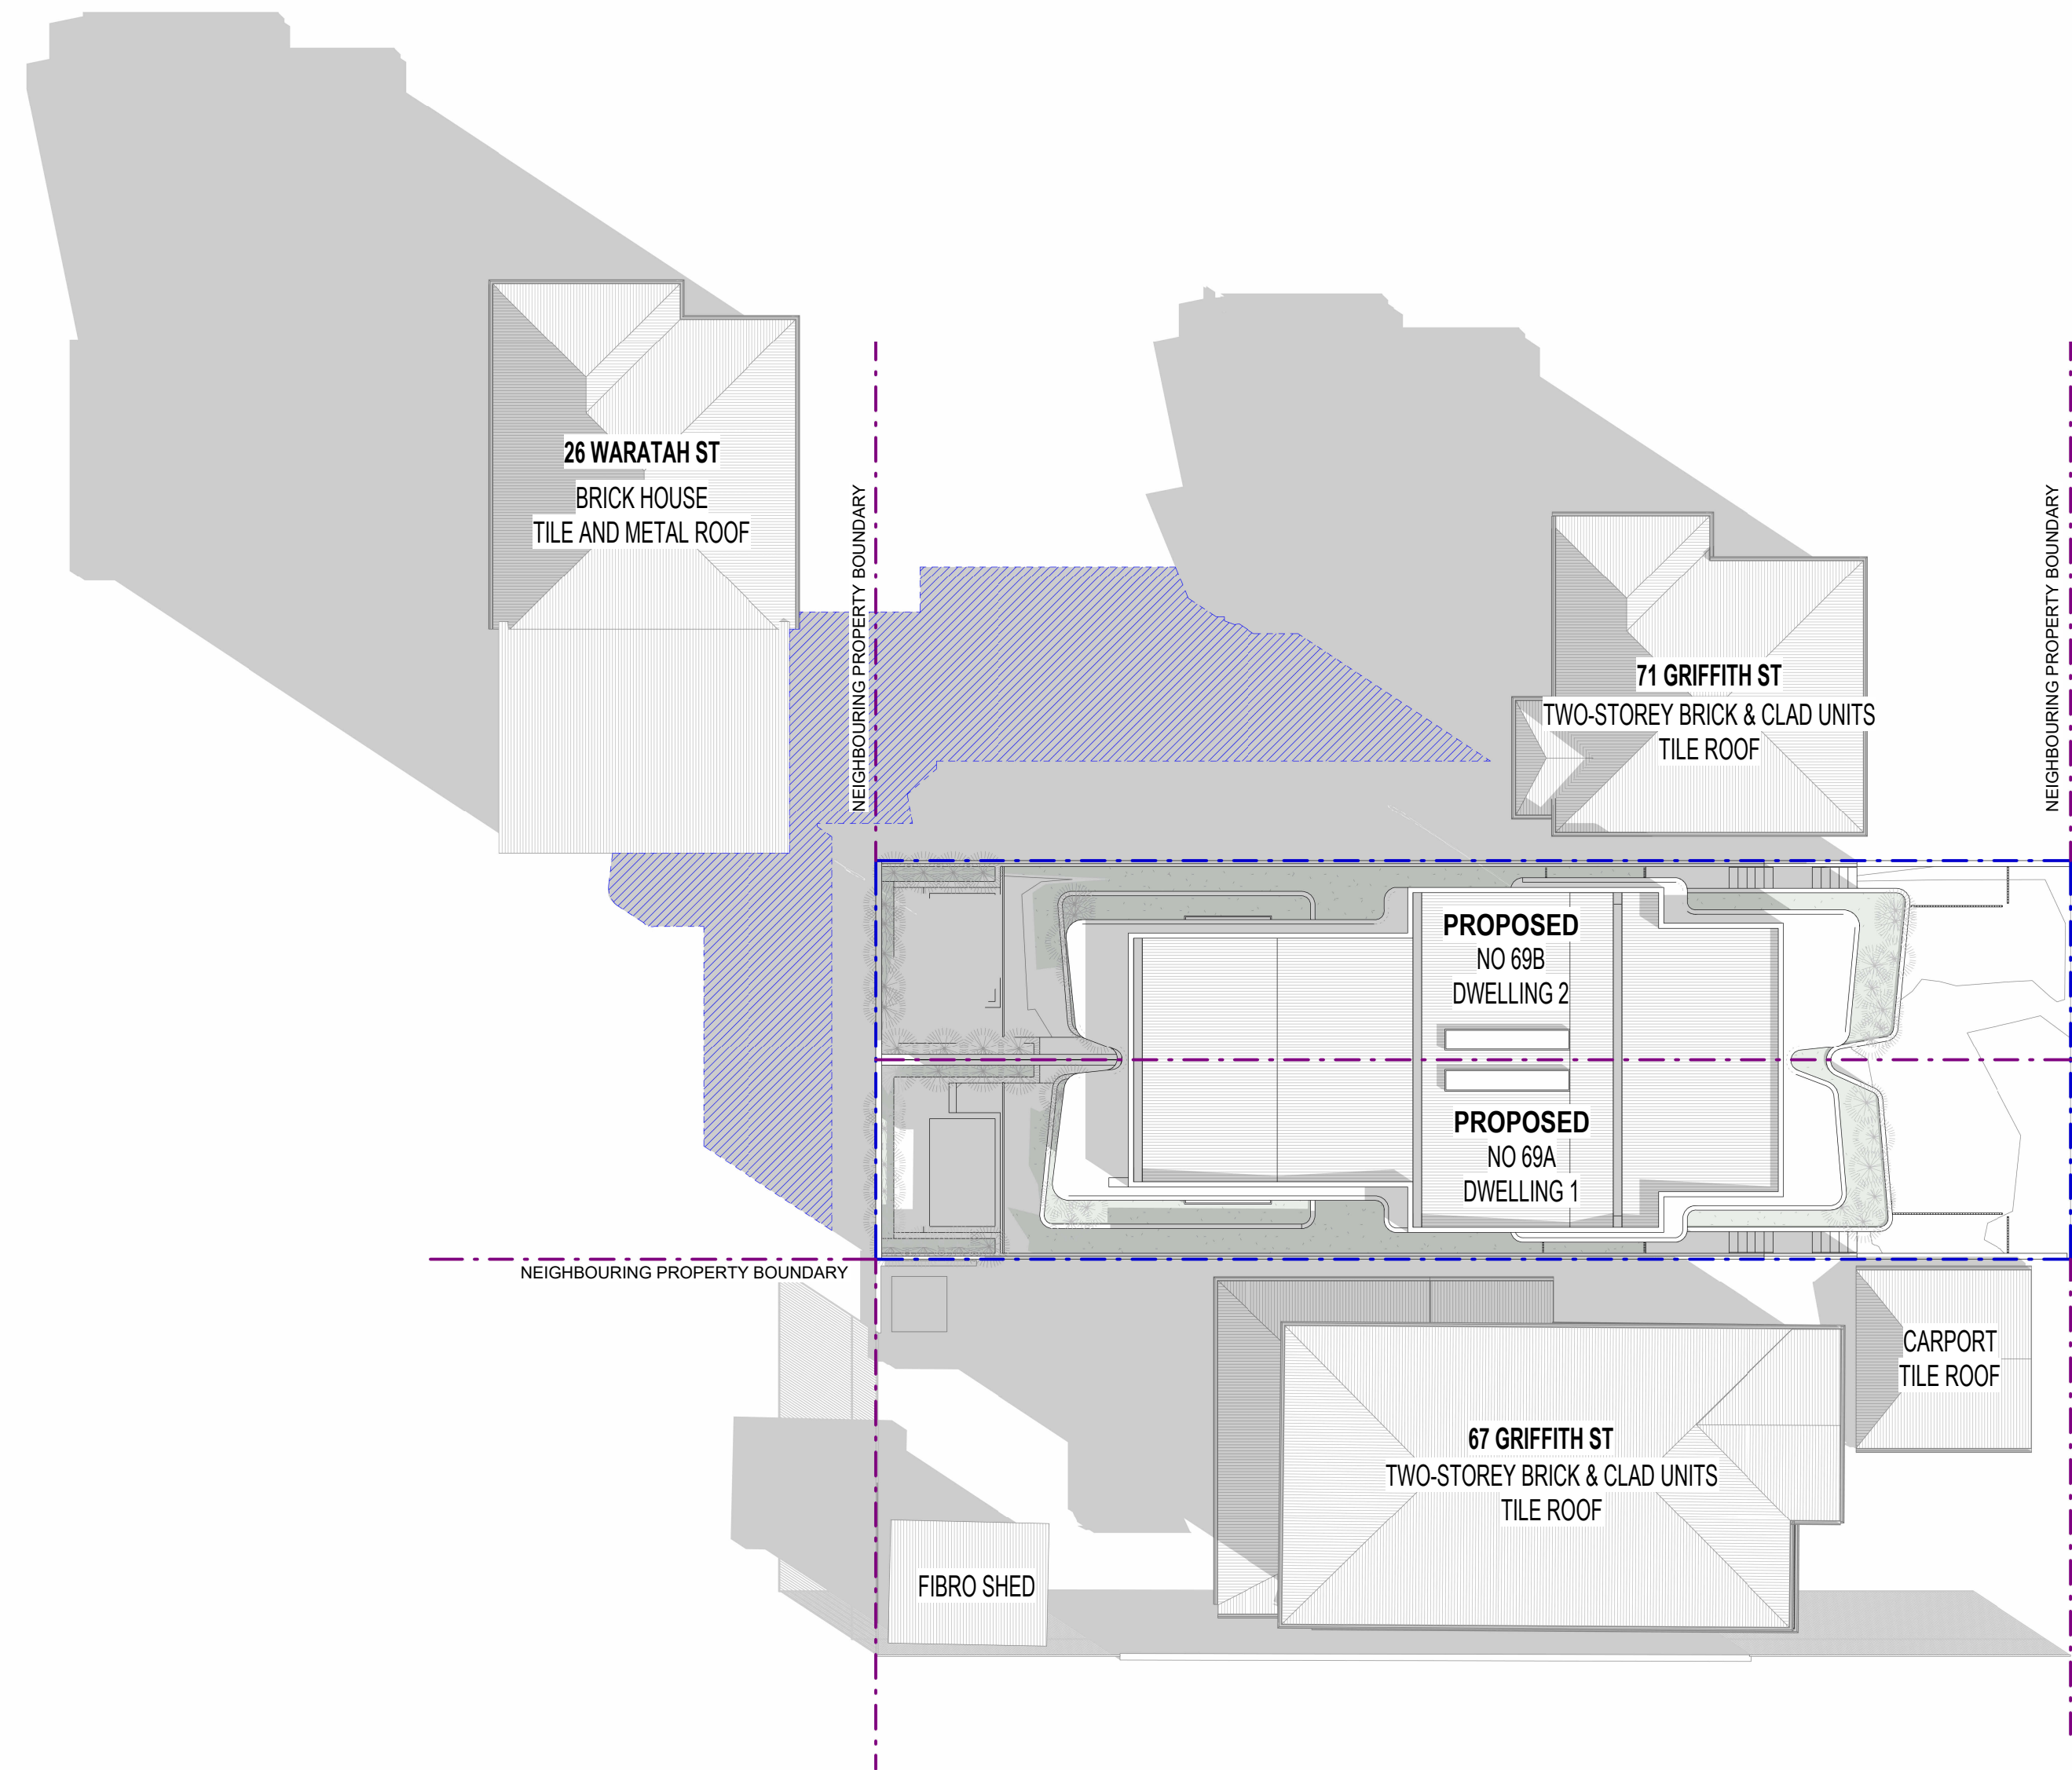 26 WARATAH ST
BRICK HOUSE
TILE AND METAL ROOF
NEIGHBOURING PROPERTY BOUNDARY
NEIGHBOURING PROPERTY BOUNDARY
71 GRIFFITH ST
TWO-STOREY BRICK & CLAD UNITS
TILE ROOF
PROPOSED
NO 69B
DWELLING 2
PROPOSED
NO 69A
DWELLING 1
NEIGHBOURING PROPERTY BOUNDARY
CARPORT
TILE ROOF
67 GRIFFITH ST
TWO-STOREY BRICK & CLAD UNITS
TILE ROOF
FIBRO SHED